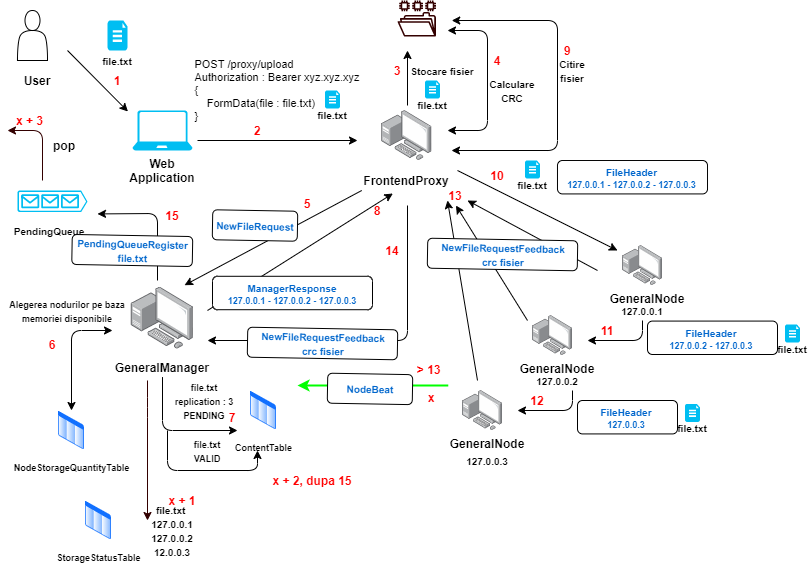 User
file.txt
1
POST /proxy/upload
Authorization : Bearer xyz.xyz.xyz
{
FormData(file : file.txt)
}
file.txt
2
Web
Application
3
Stocare fisier
file.txt
4
Calculare
CRC
9
Citire
fisier
FrontendProxy
x + 3
pop
PendingQueue
15
PendingQueueRegister
file.txt
5
NewFileRequest
8
ManagerResponse
127.0.0.1 - 127.0.0.2 - 127.0.0.3
14
NewFileRequestFeedback
crc fisier
10
file.txt
FileHeader
127.0.0.1 - 127.0.0.2 - 127.0.0.3
13
NewFileRequestFeedback
crc fisier
GeneralNode
127.0.0.1
11
FileHeader
127.0.0.2 - 127.0.0.3
file.txt
GeneralNode
127.0.0.2
12
FileHeader
127.0.0.3
file.txt
GeneralNode
127.0.0.3
> 13
NodeBeat
x
Alegerea nodurilor pe baza
memoriei disponibile
6
GeneralManager
file.txt
replication : 3
PENDING
7
file.txt
VALID
ContentTable
x + 2, dupa 15
NodeStorageQuantityTable
x + 1
file.txt
127.0.0.1
127.0.0.2
12.0.0.3
StorageStatusTable